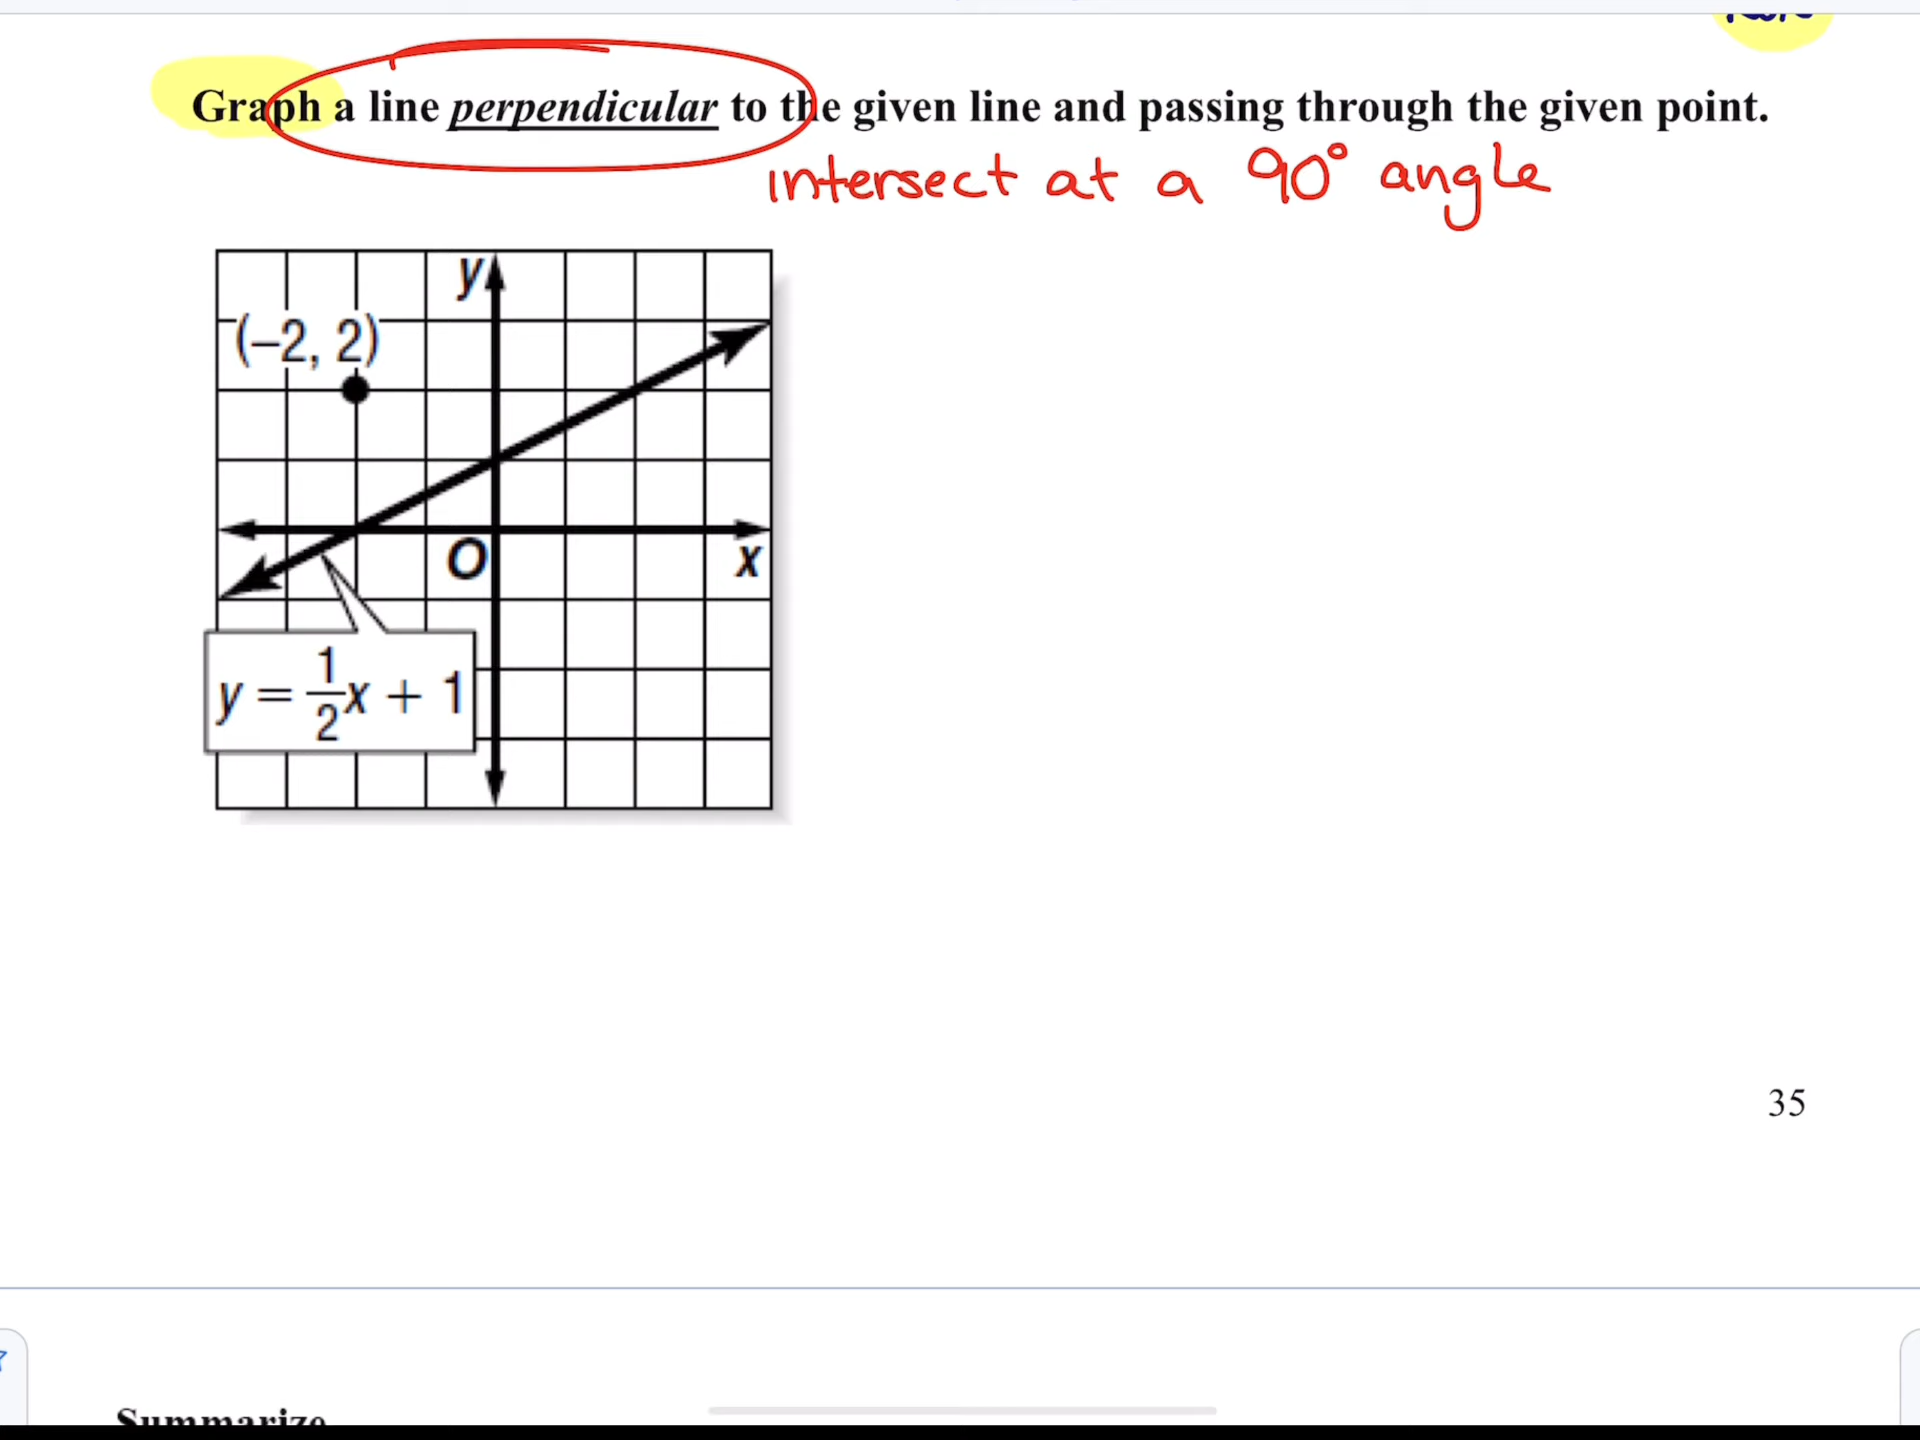 Graph a line perpendicular to the given line and passing through the given point.
intersect at a 90° angle
y
(–2, 2)
O
x
y = 1/2 x + 1
35
Summarize